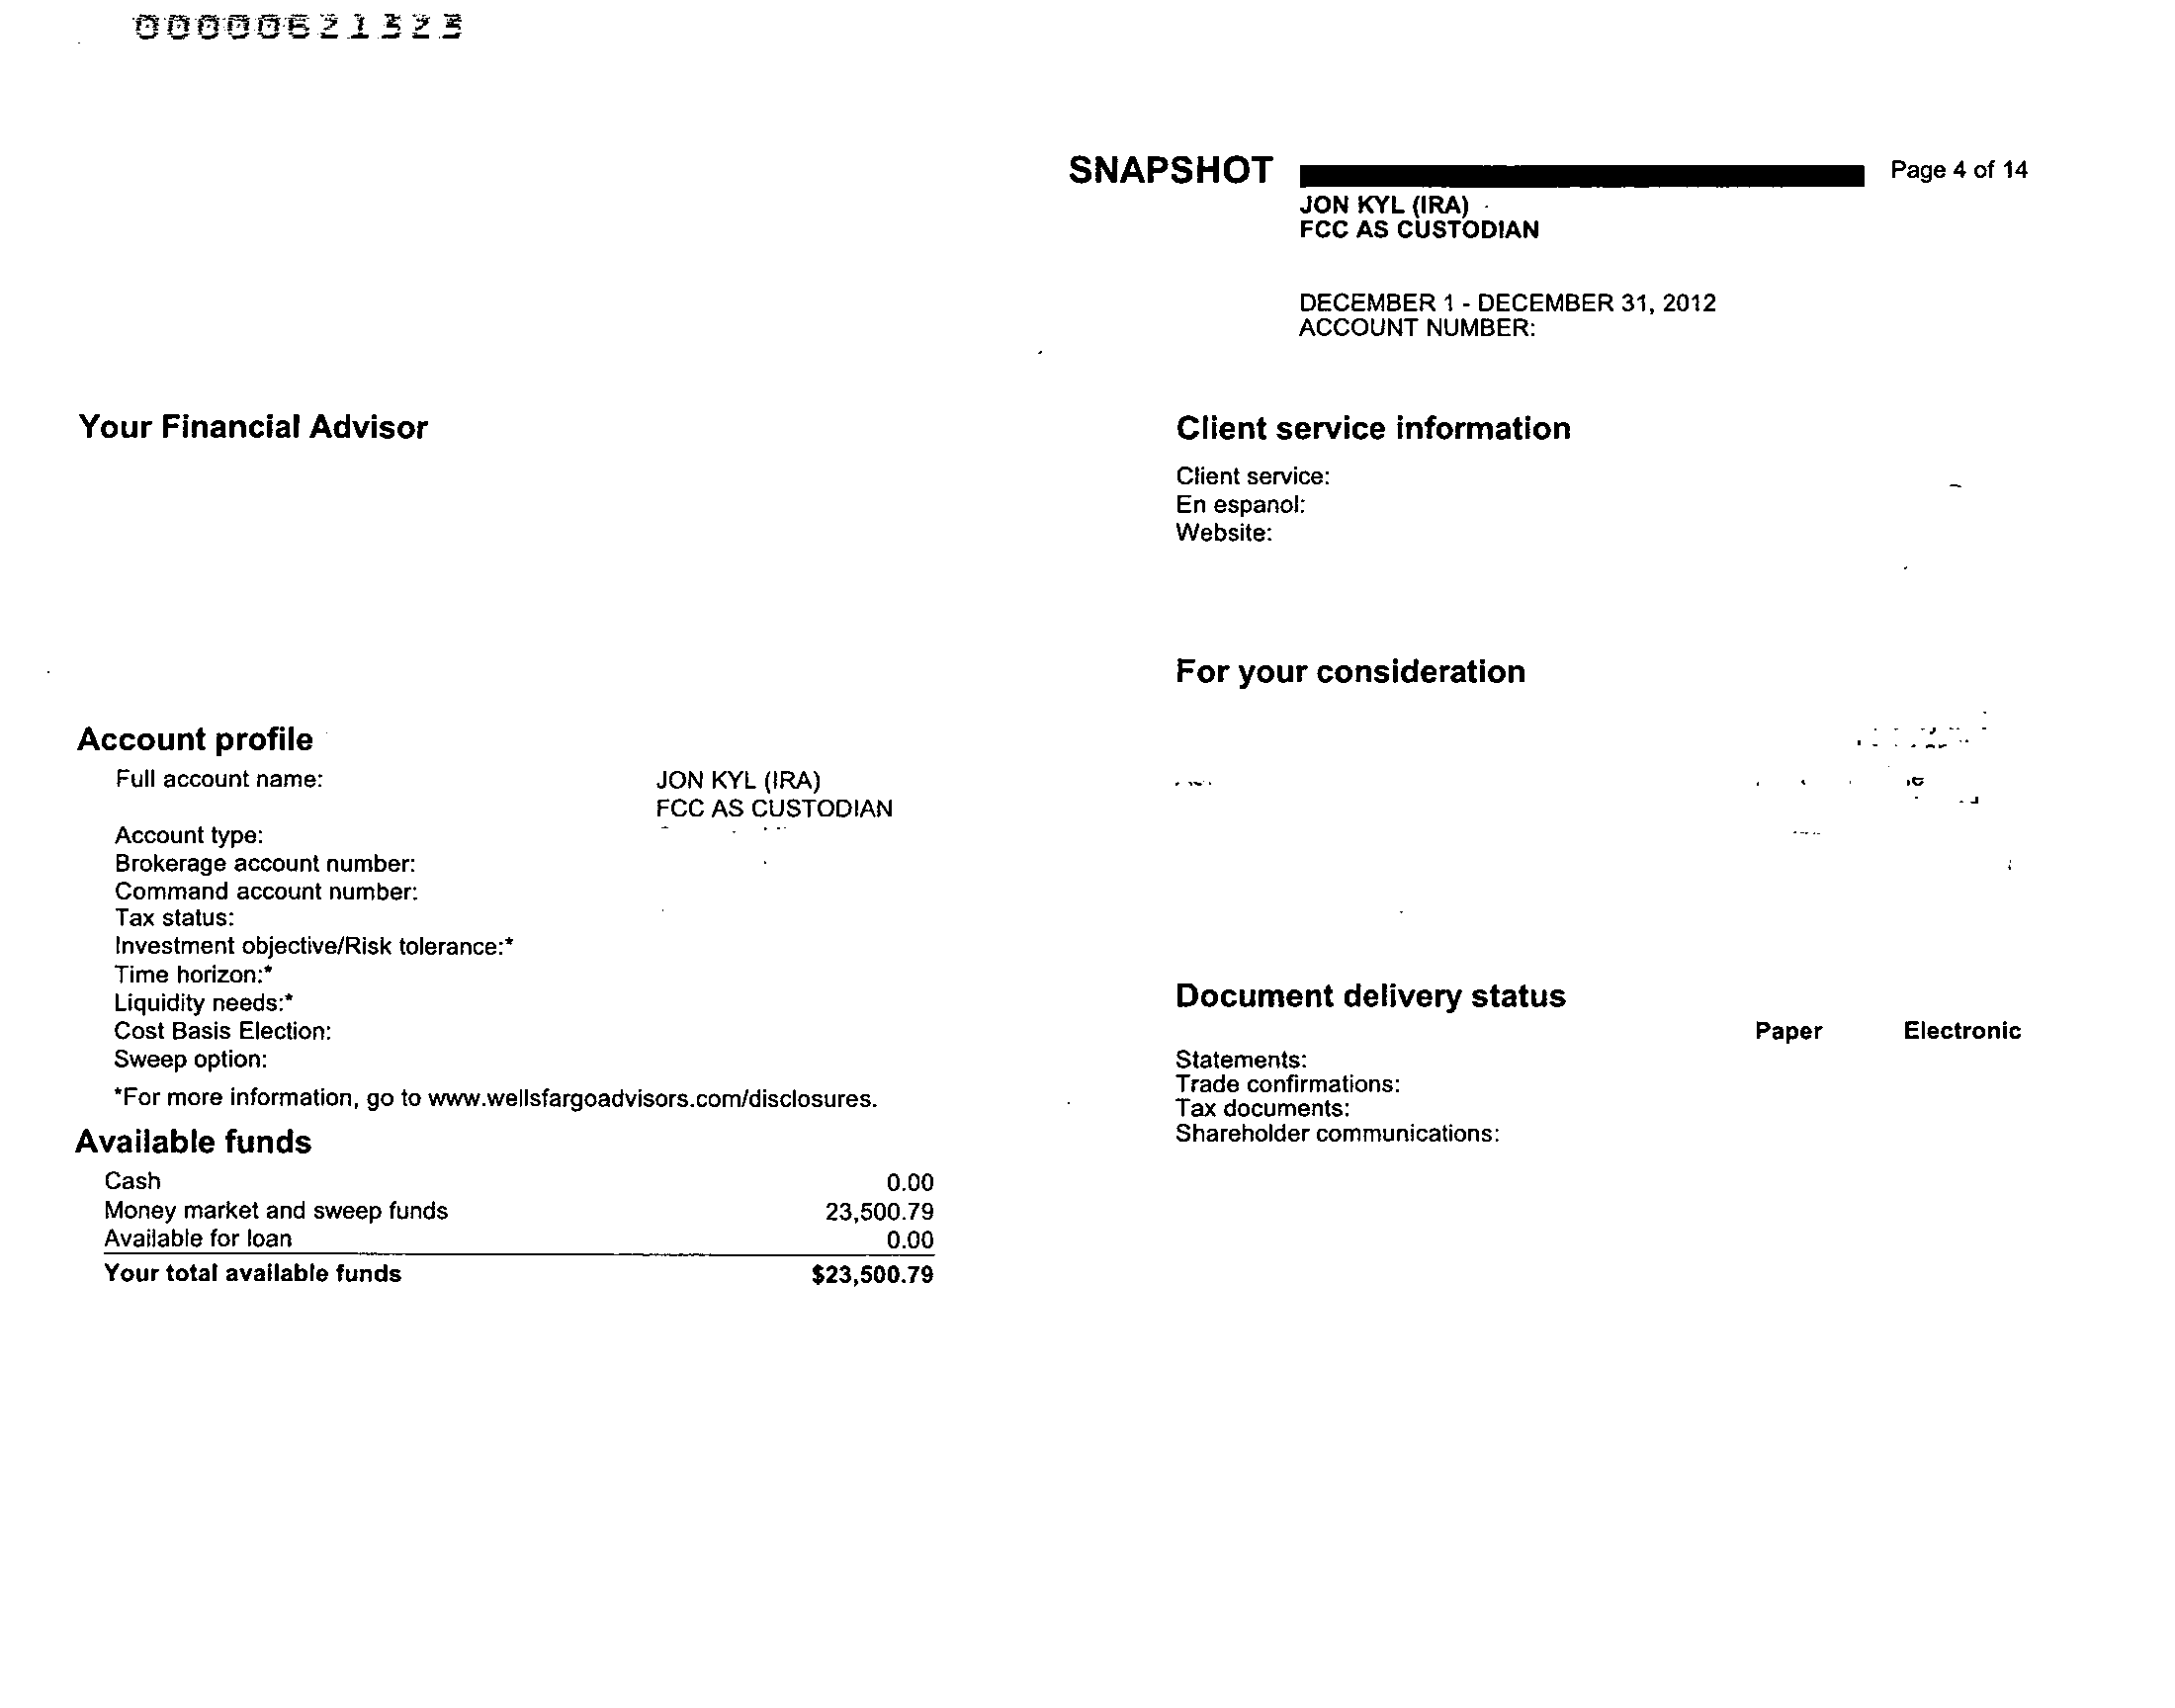 00000621323
SNAPSHOT
Page 4 of 14
JON KYL (IRA)
FCC AS CUSTODIAN
DECEMBER 1 - DECEMBER 31, 2012
ACCOUNT NUMBER:
Your Financial Advisor
Account profile
Full account name: JON KYL (IRA)
FCC AS CUSTODIAN
Account type:
Brokerage account number:
Command account number:
Tax status:
Investment objective/Risk tolerance:*
Time horizon:*
Liquidity needs:*
Cost Basis Election:
Sweep option:
*For more information, go to www.wellsfargoadvisors.com/disclosures.
Available funds
Cash 0.00
Money market and sweep funds 23,500.79
Available for loan 0.00
Your total available funds $23,500.79
Client service information
Client service:
En espanol:
Website:
For your consideration
Document delivery status
Paper Electronic
Statements:
Trade confirmations:
Tax documents:
Shareholder communications: